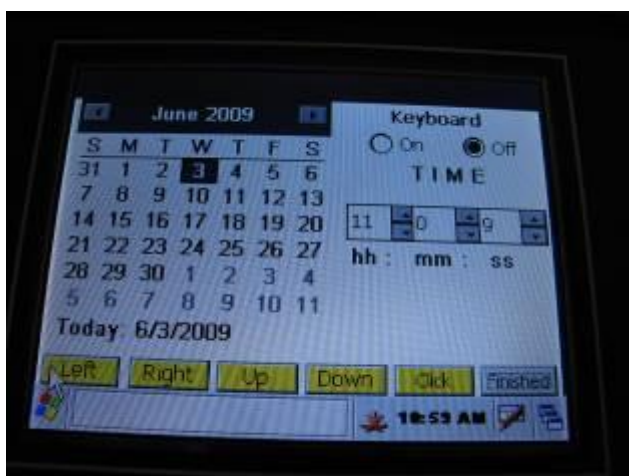 June 2009
S M T W T F S
31 1 2 3 4 5 6
7 8 9 10 11 12 13
14 15 16 17 18 19 20
21 22 23 24 25 26 27
28 29 30 1 2 3 4
5 6 7 8 9 10 11
Today: 6/3/2009
Keyboard
On Off
TIME
11 0 9
hh : mm : ss
Left Right Up Down Click Finished
10:53 AM